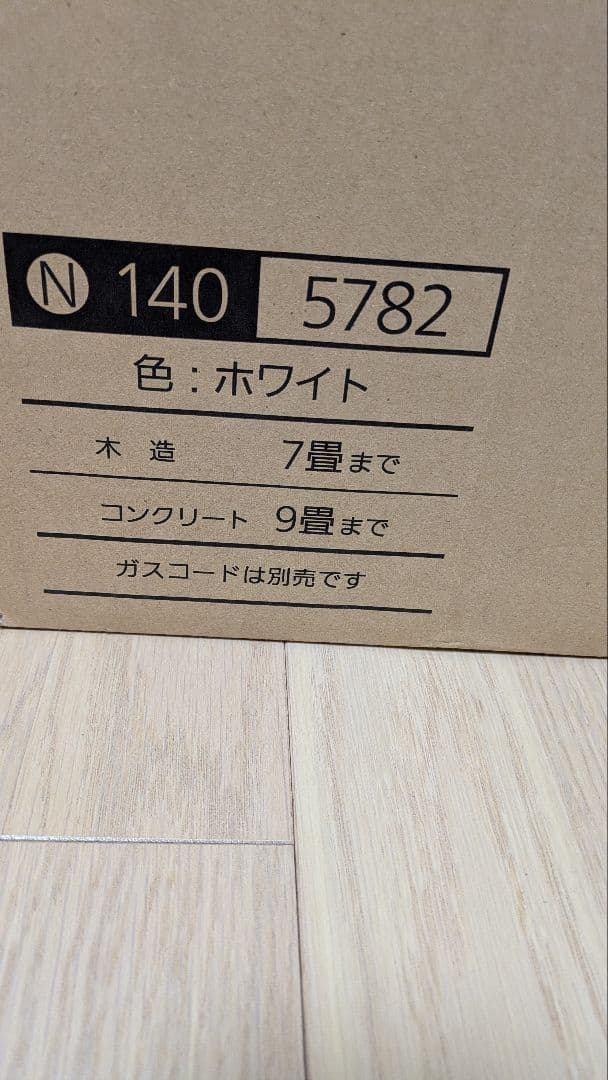 N 140 5782
色：ホワイト
木造 7畳まで
コンクリート 9畳まで
ガスコードは別売です